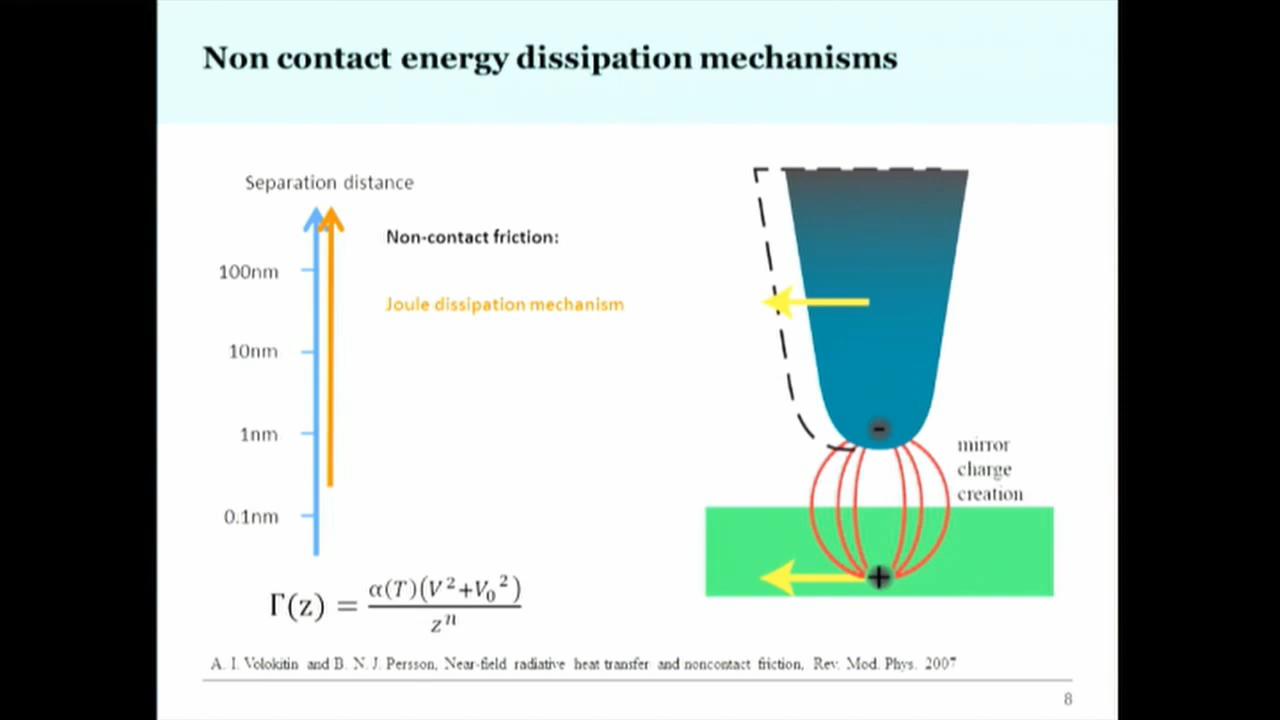 Non contact energy dissipation mechanisms
Separation distance
Non-contact friction:
100nm
Joule dissipation mechanism
10nm
1nm
0.1nm
-
mirror
charge
creation
+
Γ(z) = α(T)(V²+V₀²) / zⁿ
A. I. Volokitin and B. N. J. Persson, Near-field radiative heat transfer and noncontact friction, Rev. Mod. Phys. 2007
8